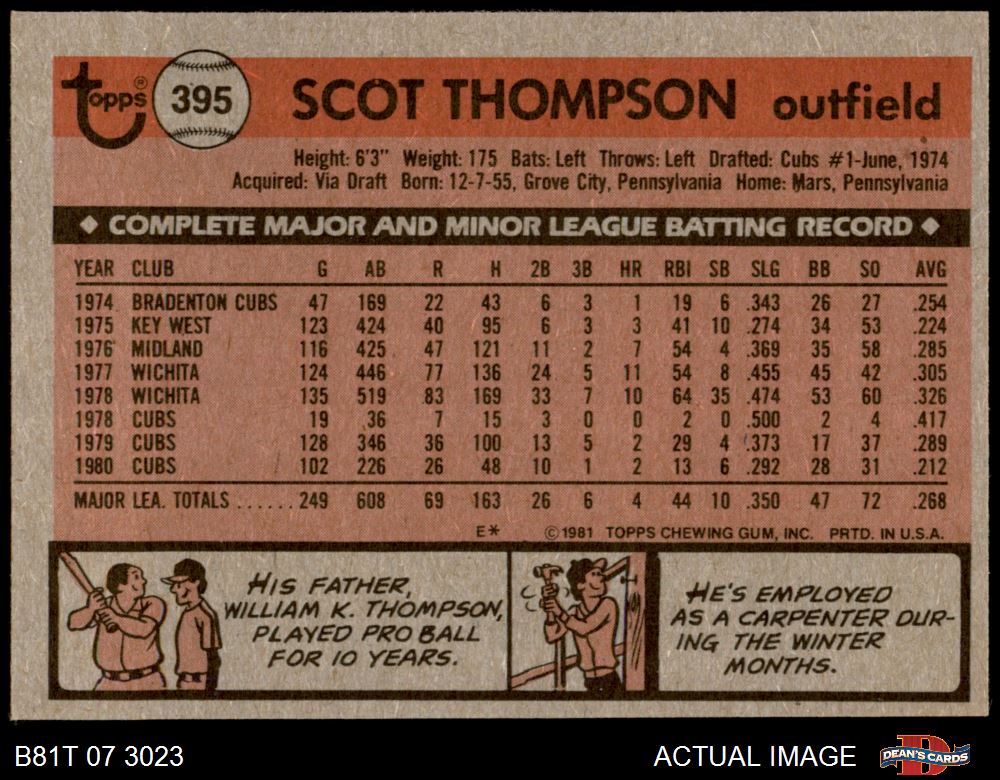 Topps® 395 SCOT THOMPSON outfield
Height: 6'3" Weight: 175 Bats: Left Throws: Left Drafted: Cubs #1-June, 1974
Acquired: Via Draft Born: 12-7-55, Grove City, Pennsylvania Home: Mars, Pennsylvania
◆ COMPLETE MAJOR AND MINOR LEAGUE BATTING RECORD ◆
YEAR CLUB G AB R H 2B 3B HR RBI SB SLG BB SO AVG
1974 BRADENTON CUBS 47 169 22 43 6 3 1 19 6 .343 26 27 .254
1975 KEY WEST 123 424 40 95 6 3 3 41 10 .274 34 53 .224
1976 MIDLAND 116 425 47 121 11 2 7 54 4 .369 35 58 .285
1977 WICHITA 124 446 77 136 24 5 11 54 8 .455 45 42 .305
1978 WICHITA 135 519 83 169 33 7 10 64 35 .474 53 60 .326
1978 CUBS 19 36 7 15 3 0 0 2 0 .500 2 4 .417
1979 CUBS 128 346 36 100 13 5 2 29 4 .373 17 37 .289
1980 CUBS 102 226 26 48 10 1 2 13 6 .292 28 31 .212
MAJOR LEA. TOTALS ...... 249 608 69 163 26 6 4 44 10 .350 47 72 .268
E* ©1981 TOPPS CHEWING GUM, INC. PRTD. IN U.S.A.
HIS FATHER,
WILLIAM K. THOMPSON,
PLAYED PRO BALL
FOR 10 YEARS.
HE'S EMPLOYED
AS A CARPENTER DUR-
ING THE WINTER
MONTHS.
B81T 07 3023 ACTUAL IMAGE DEAN'S CARDS